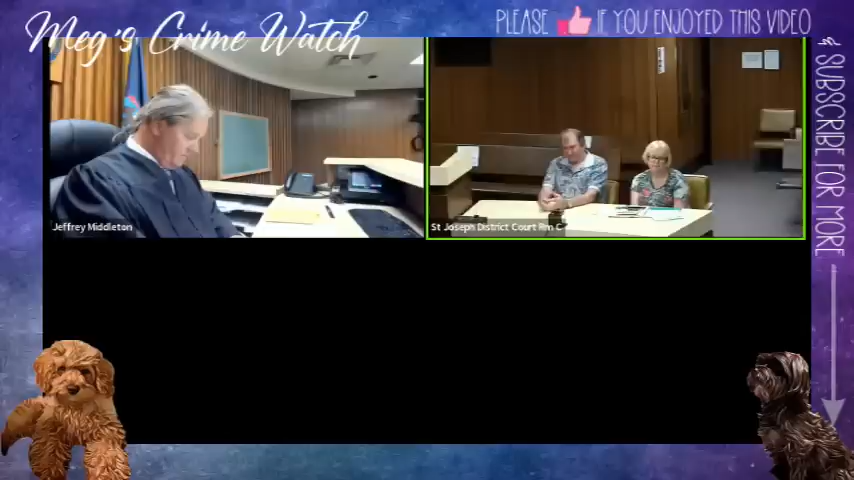 Meg's Crime Watch
PLEASE IF YOU ENJOYED THIS VIDEO
& SUBSCRIBE FOR MORE
Jeffrey Middleton
St Joseph District Court Rm C